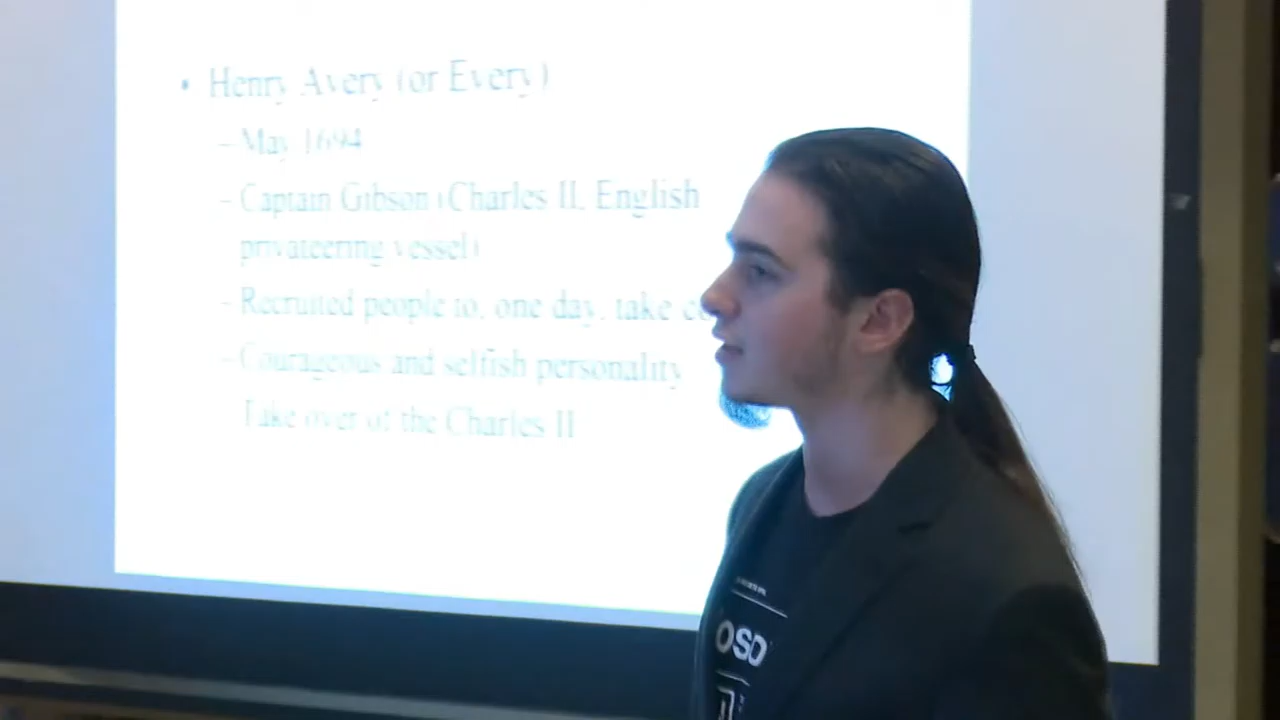 • Henry Avery (or Every)
– May 1694
– Captain Gibson (Charles II, English
privateering vessel)
– Recruited people to, one day, take
– Courageous and selfish personality
Take over of the Charles II
OSD